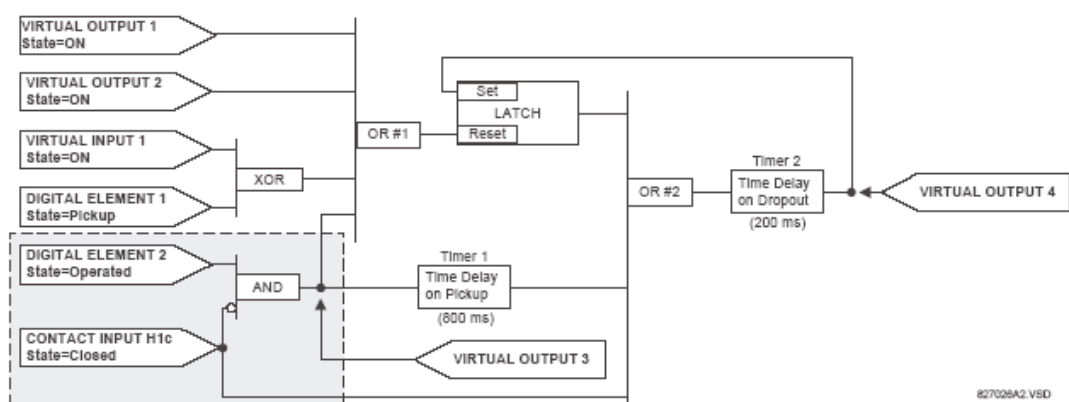 VIRTUAL OUTPUT 1
State=ON
VIRTUAL OUTPUT 2
State=ON
VIRTUAL INPUT 1
State=ON
DIGITAL ELEMENT 1
State=Pickup
DIGITAL ELEMENT 2
State=Operated
CONTACT INPUT H1c
State=Closed
XOR
AND
OR #1
Set
LATCH
Reset
Timer 1
Time Delay
on Pickup
(800 ms)
VIRTUAL OUTPUT 3
OR #2
Timer 2
Time Delay
on Dropout
(200 ms)
VIRTUAL OUTPUT 4
827026A2.VSD